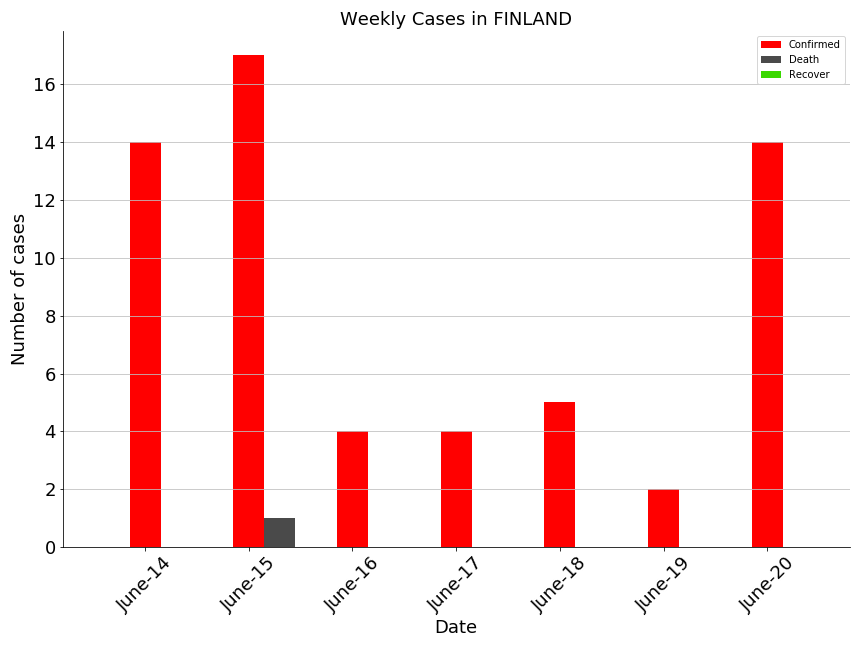 Weekly Cases in FINLAND
Confirmed
Death
Recover
Number of cases
16
14
12
10
8
6
4
2
0
June-14
June-15
June-16
June-17
June-18
June-19
June-20
Date